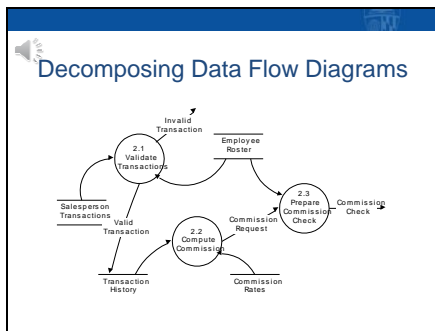 Decomposing Data Flow Diagrams
Invalid
Transaction
2.1
Validate
Transactions
Employee
Roster
2.3
Prepare
Commission
Check
Commission
Check
Salesperson
Transactions
Valid
Transaction
2.2
Compute
Commission
Commission
Request
Transaction
History
Commission
Rates